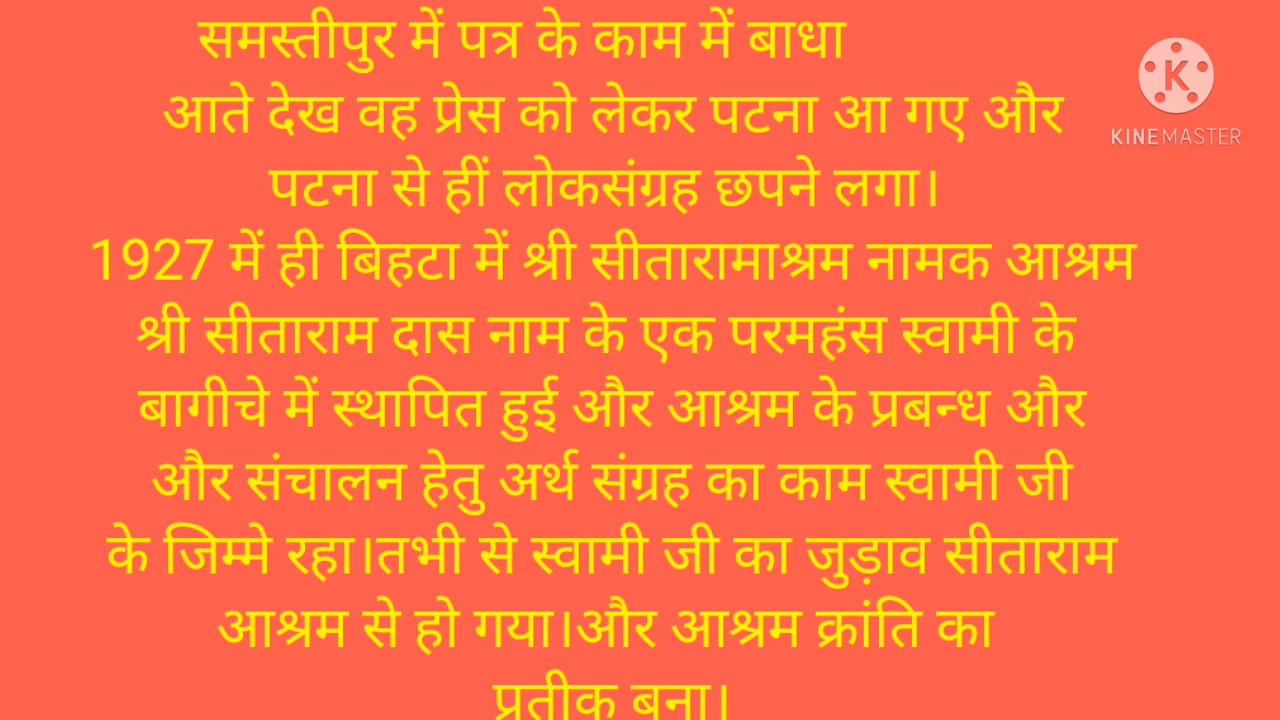 समस्तीपुर में पत्र के काम में बाधा
आते देख वह प्रेस को लेकर पटना आ गए और
पटना से हीं लोकसंग्रह छपने लगा।
1927 में ही बिहटा में श्री सीतारामाश्रम नामक आश्रम
श्री सीताराम दास नाम के एक परमहंस स्वामी के
बागीचे में स्थापित हुई और आश्रम के प्रबन्ध और
और संचालन हेतु अर्थ संग्रह का काम स्वामी जी
के जिम्मे रहा।तभी से स्वामी जी का जुड़ाव सीताराम
आश्रम से हो गया।और आश्रम क्रांति का
प्रतीक बना।
K
KINEMASTER